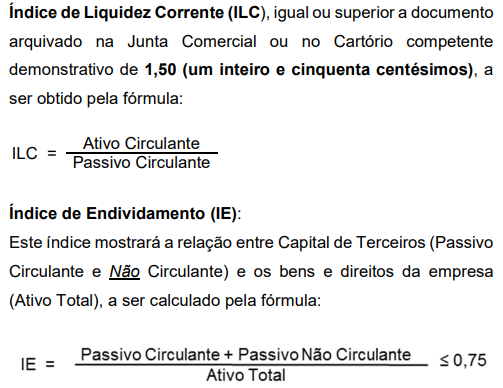 Índice de Liquidez Corrente (ILC), igual ou superior a documento
arquivado na Junta Comercial ou no Cartório competente
demonstrativo de 1,50 (um inteiro e cinquenta centésimos), a
ser obtido pela fórmula:
ILC = Ativo Circulante
Passivo Circulante
Índice de Endividamento (IE):
Este índice mostrará a relação entre Capital de Terceiros (Passivo
Circulante e Não Circulante) e os bens e direitos da empresa
(Ativo Total), a ser calculado pela fórmula:
IE = Passivo Circulante + Passivo Não Circulante ≤ 0,75
Ativo Total